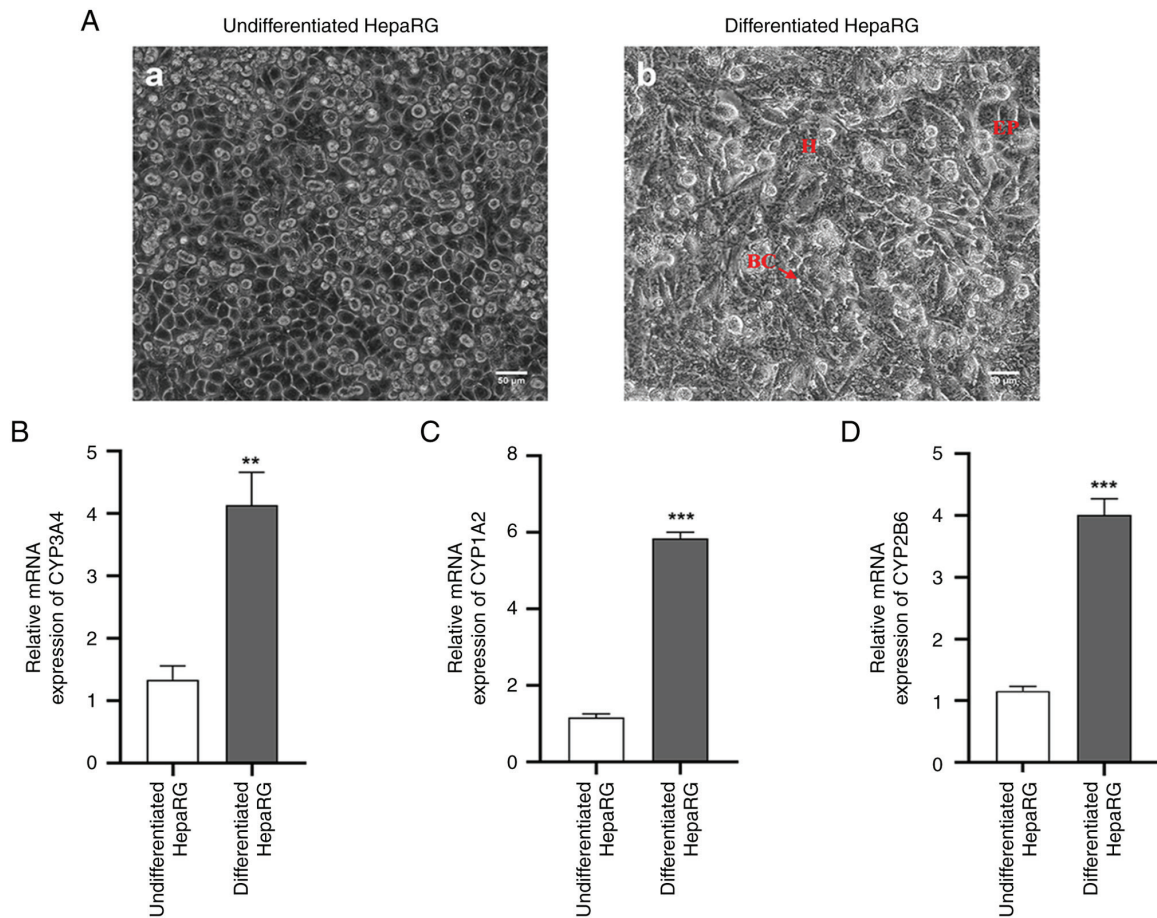 A
Undifferentiated HepaRG
Differentiated HepaRG
a
b
H
EP
BC
50 µm
50 µm
B
Relative mRNA
expression of CYP3A4
5
4
3
2
1
0
**
Undifferentiated
HepaRG
Differentiated
HepaRG
C
Relative mRNA
expression of CYP1A2
8
6
4
2
0
***
Undifferentiated
HepaRG
Differentiated
HepaRG
D
Relative mRNA
expression of CYP2B6
5
4
3
2
1
0
***
Undifferentiated
HepaRG
Differentiated
HepaRG